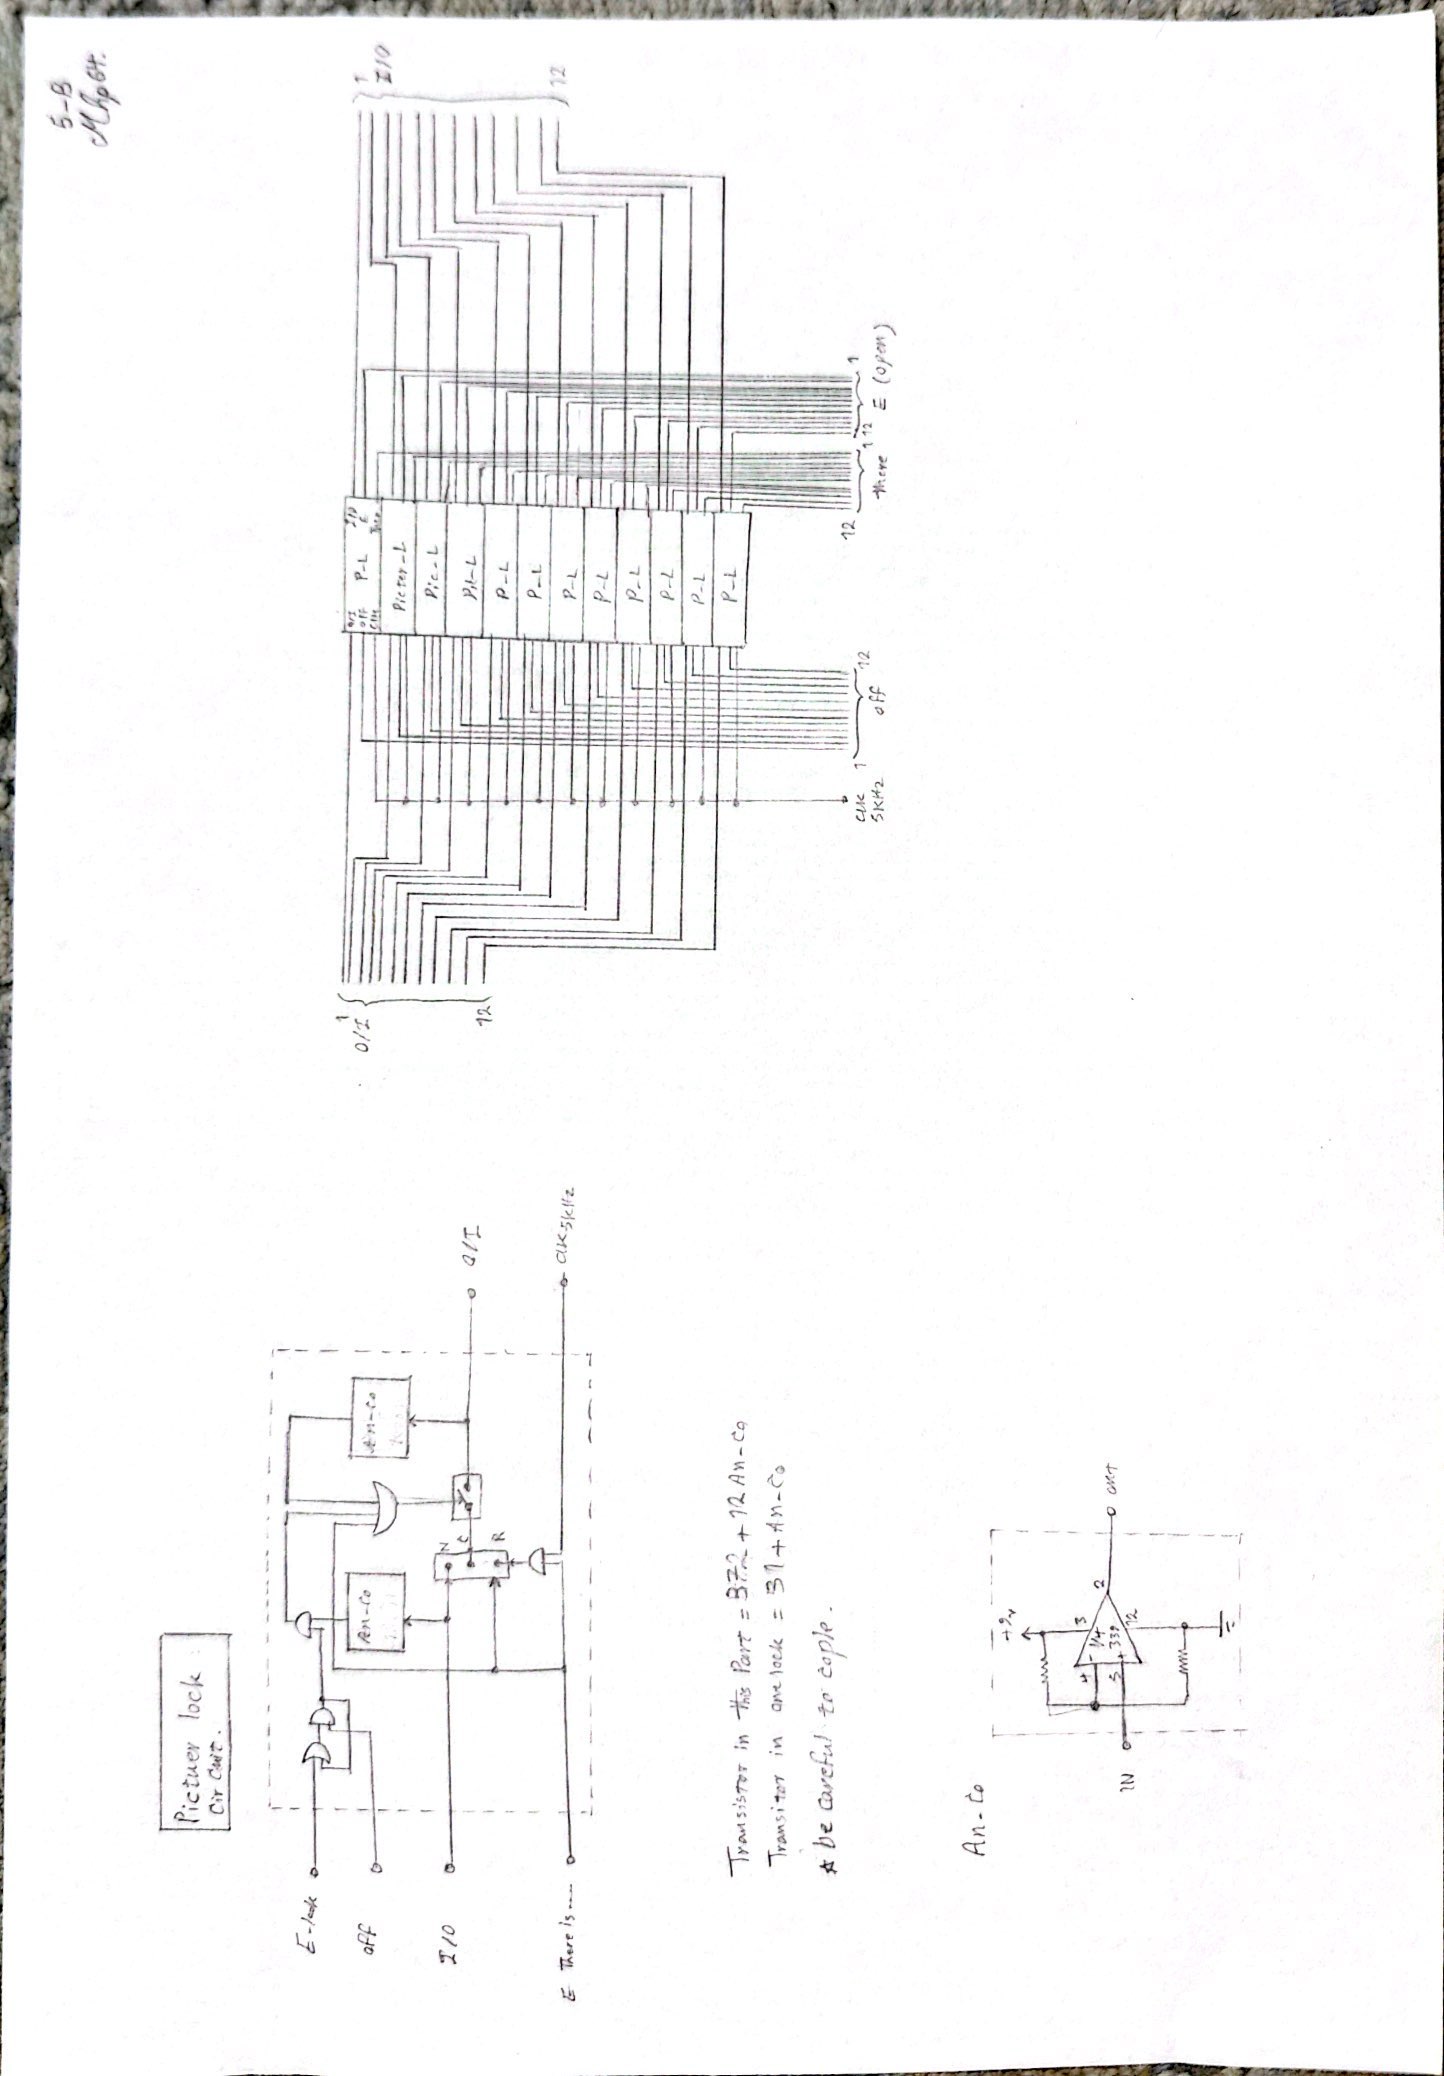 5-B
Mhp64.
Pictuer lock
Cir Cuit.
E-lock
off
I/O
E There is ....
An-Co
An-Co
N
C
R
O/I
CLK 5KHz
Transistor in this Part = 372 + 12 An-Co
Transitor in one lock = 31 + An-Co
☆ be careful to cople.
An-Co
+9v
4
3
1/4
339
5
2
12
IN
out
1
O/I
12
O/I
off
CLK
P-L
I/O
E
There
Picter-L
Pic-L
Pi-L
P-L
P-L
P-L
P-L
P-L
P-L
P-L
P-L
1
I/O
12
CLK
5KHz
1
12
off
12
1
There
12
1
E (open)